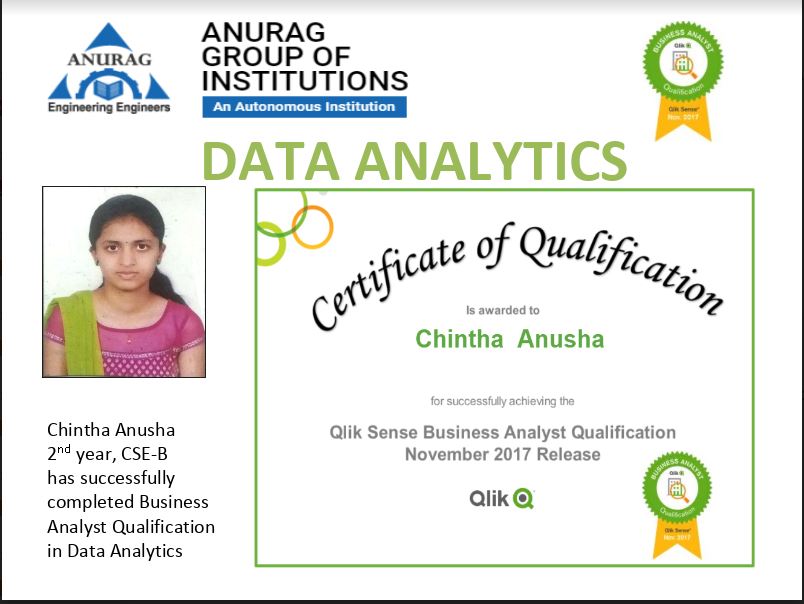 ANURAG
Engineering Engineers
ANURAG
GROUP OF
INSTITUTIONS
An Autonomous Institution
BUSINESS ANALYST
Qlik
Qualification
Qlik Sense®
Nov. 2017
DATA ANALYTICS
Certificate of Qualification
Is awarded to
Chintha Anusha
for successfully achieving the
Qlik Sense Business Analyst Qualification
November 2017 Release
Qlik
BUSINESS ANALYST
Qlik
Qualification
Qlik Sense®
Nov. 2017
Chintha Anusha
2nd year, CSE-B
has successfully
completed Business
Analyst Qualification
in Data Analytics